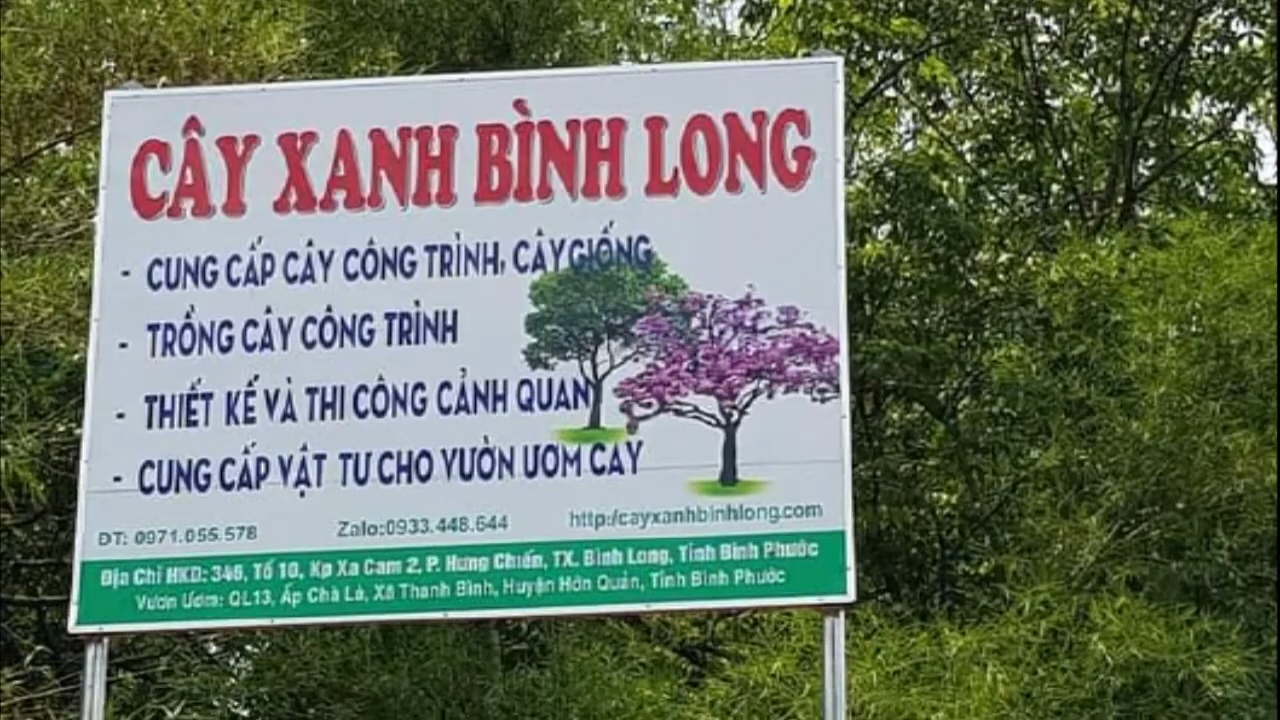 CÂY XANH BÌNH LONG
- CUNG CẤP CÂY CÔNG TRÌNH, CÂY GIỐNG
- TRỒNG CÂY CÔNG TRÌNH
- THIẾT KẾ VÀ THI CÔNG CẢNH QUAN
- CUNG CẤP VẬT TƯ CHO VƯỜN ƯƠM CÂY
ĐT: 0971.055.578 Zalo:0933.448.644 http:/cayxanhbinhlong.com
Địa Chỉ HKD: 346, Tổ 10, Kp Xa Cam 2, P. Hưng Chiến, TX. Bình Long, Tỉnh Bình Phước
Vườn Ươm: QL13, Ấp Chà Là, Xã Thanh Bình, Huyện Hớn Quản, Tỉnh Bình Phước